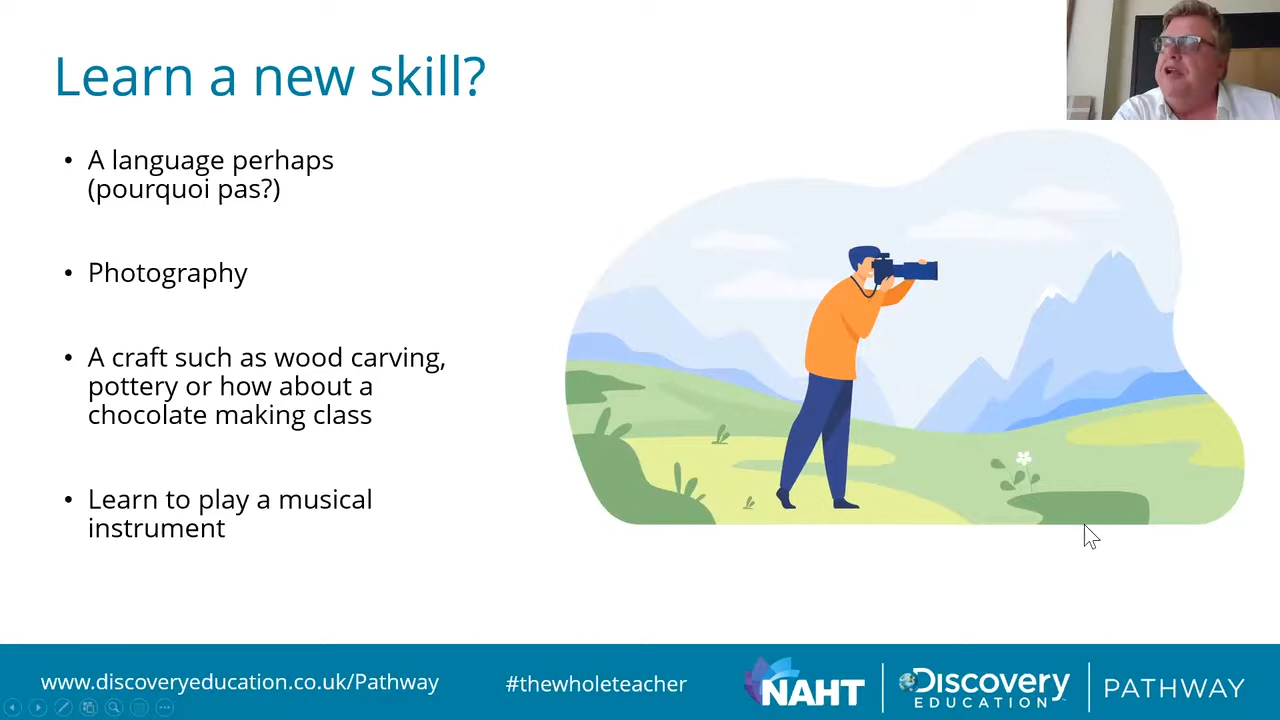 Learn a new skill?
• A language perhaps
(pourquoi pas?)
• Photography
• A craft such as wood carving,
pottery or how about a
chocolate making class
• Learn to play a musical
instrument
www.discoveryeducation.co.uk/Pathway
#thewholeteacher
NAHT
Discovery
EDUCATION
PATHWAY